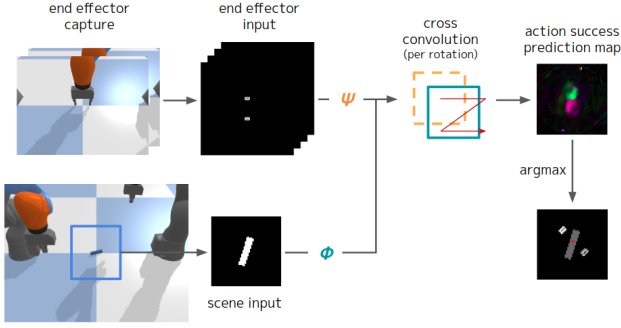 end effector
capture
end effector
input
cross
convolution
(per rotation)
action success
prediction map
Ψ
argmax
Φ
scene input